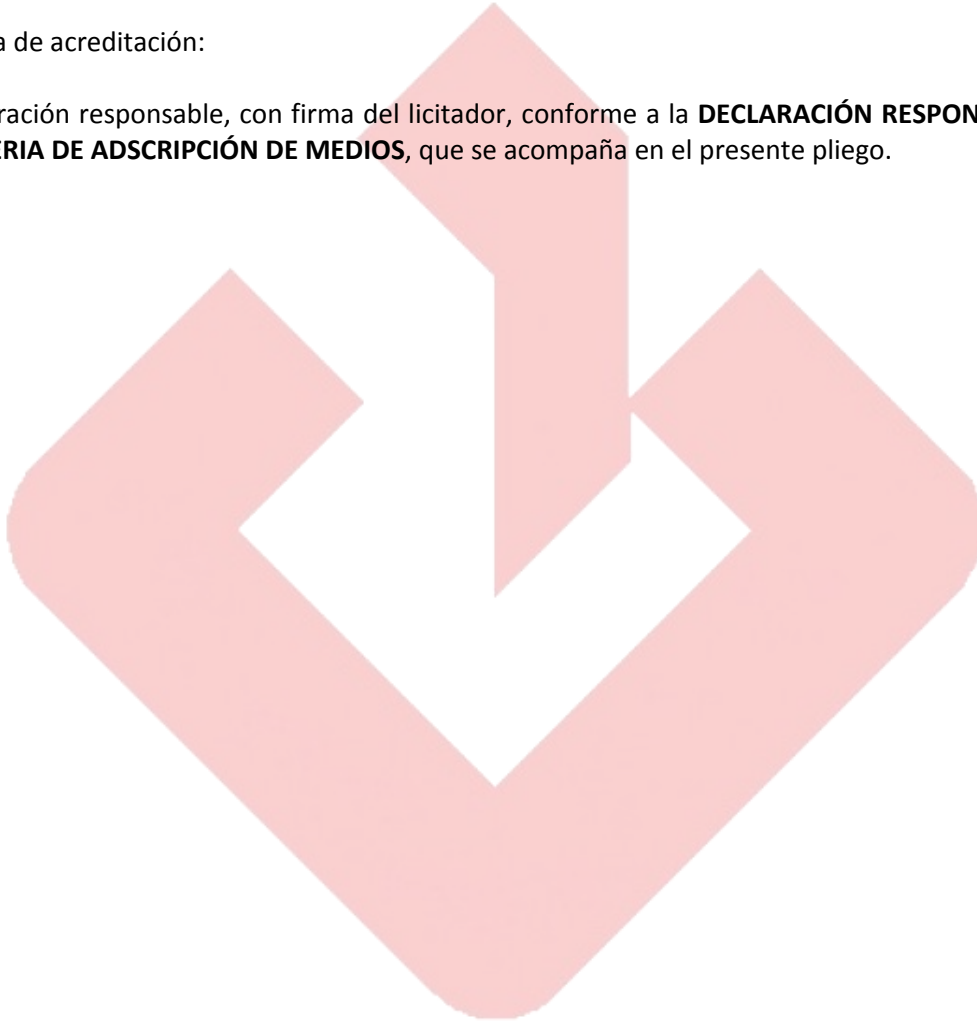 a de acreditación:
ración responsable, con firma del licitador, conforme a la DECLARACIÓN RESPON
ERIA DE ADSCRIPCIÓN DE MEDIOS, que se acompaña en el presente pliego.